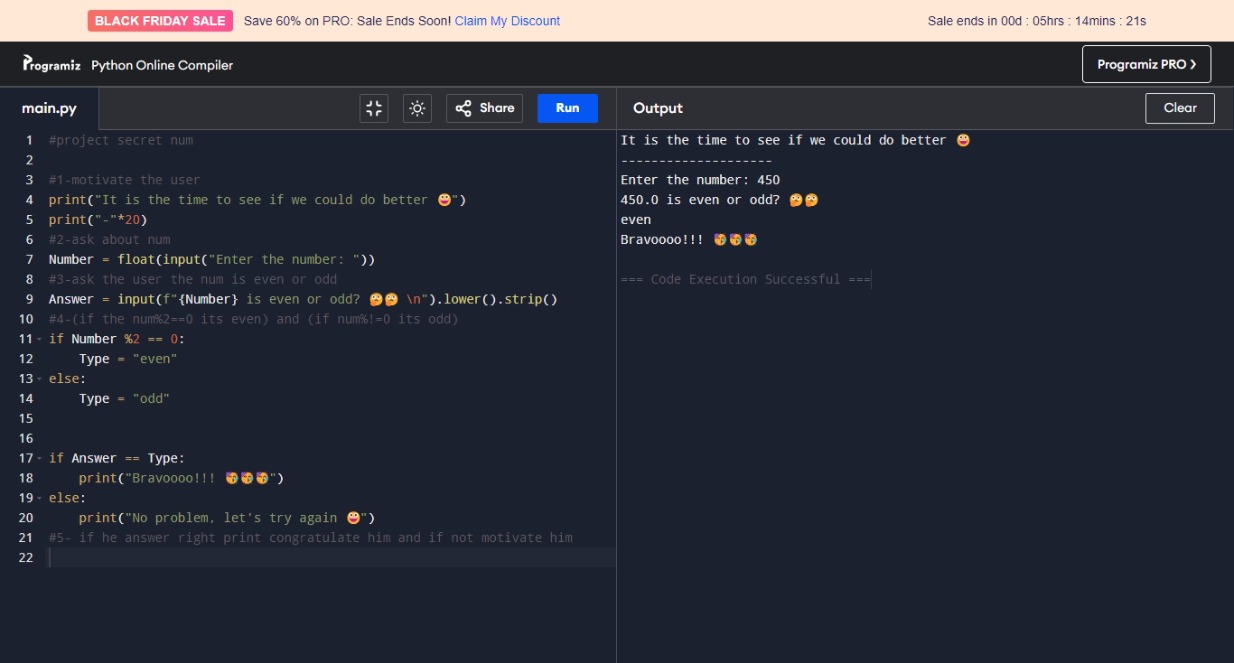 BLACK FRIDAY SALE Save 60% on PRO: Sale Ends Soon! Claim My Discount Sale ends in 00d : 05hrs : 14mins : 21s
Programiz Python Online Compiler Programiz PRO ❯
main.py Share Run Output Clear
1 #project secret num
2
3 #1-motivate the user
4 print("It is the time to see if we could do better 😀")
5 print("-"*20)
6 #2-ask about num
7 Number = float(input("Enter the number: "))
8 #3-ask the user the num is even or odd
9 Answer = input(f"{Number} is even or odd? 🤔🤔 \n").lower().strip()
10 #4-(if the num%2==0 its even) and (if num%!=0 its odd)
11 if Number %2 == 0:
12 Type = "even"
13 else:
14 Type = "odd"
15
16
17 if Answer == Type:
18 print("Bravoooo!!! 🥳🥳🥳")
19 else:
20 print("No problem, let's try again 😀")
21 #5- if he answer right print congratulate him and if not motivate him
22
It is the time to see if we could do better 😀
--------------------
Enter the number: 450
450.0 is even or odd? 🤔🤔
even
Bravoooo!!! 🥳🥳🥳
=== Code Execution Successful ===